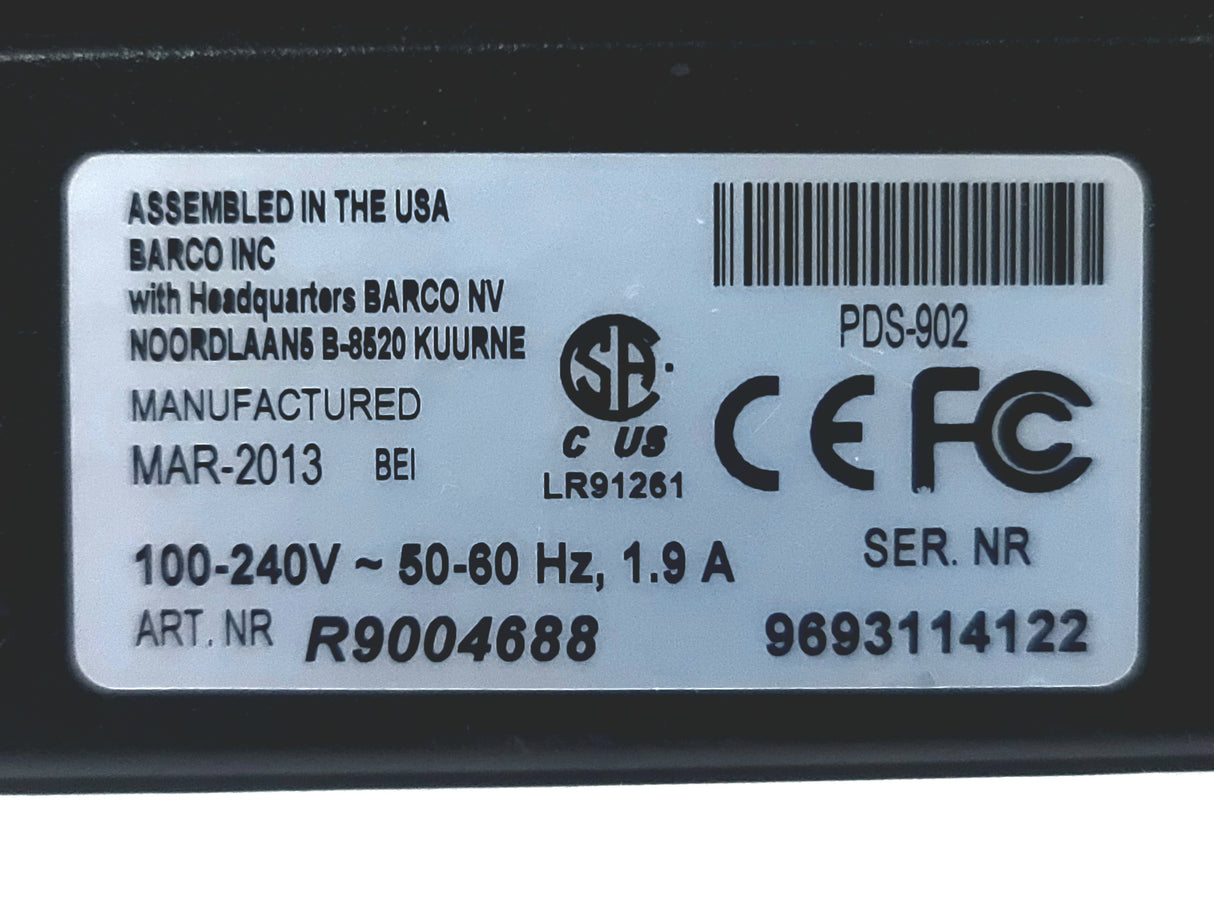 ASSEMBLED IN THE USA
BARCO INC
with Headquarters BARCO NV
NOORDLAAN5 B-8520 KUURNE
MANUFACTURED
MAR-2013 BEI
PDS-902
SA
C US
LR91261
CE FC
100-240V ~ 50-60 Hz, 1.9 A
SER. NR
ART. NR R9004688
9693114122